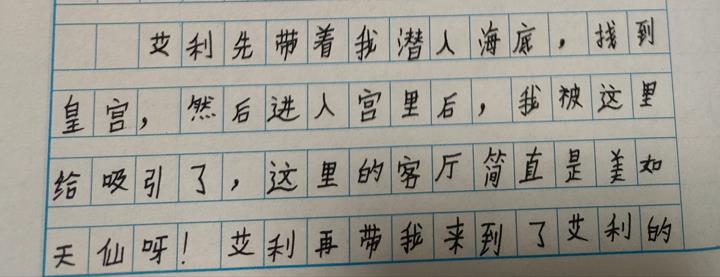 艾利先带着我潜入海底，找到
皇宫，然后进入宫里后，我被这里
给吸引了，这里的客厅简直是美如
天仙呀！艾利再带我来到了艾利的